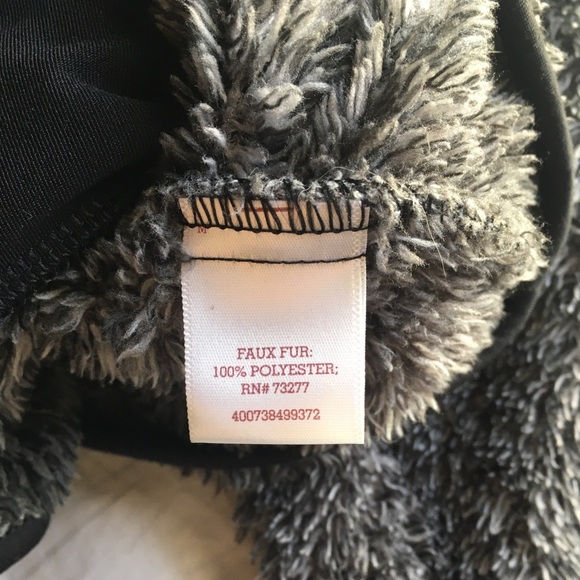 M
FAUX FUR:
100% POLYESTER;
RN# 73277
400738499372